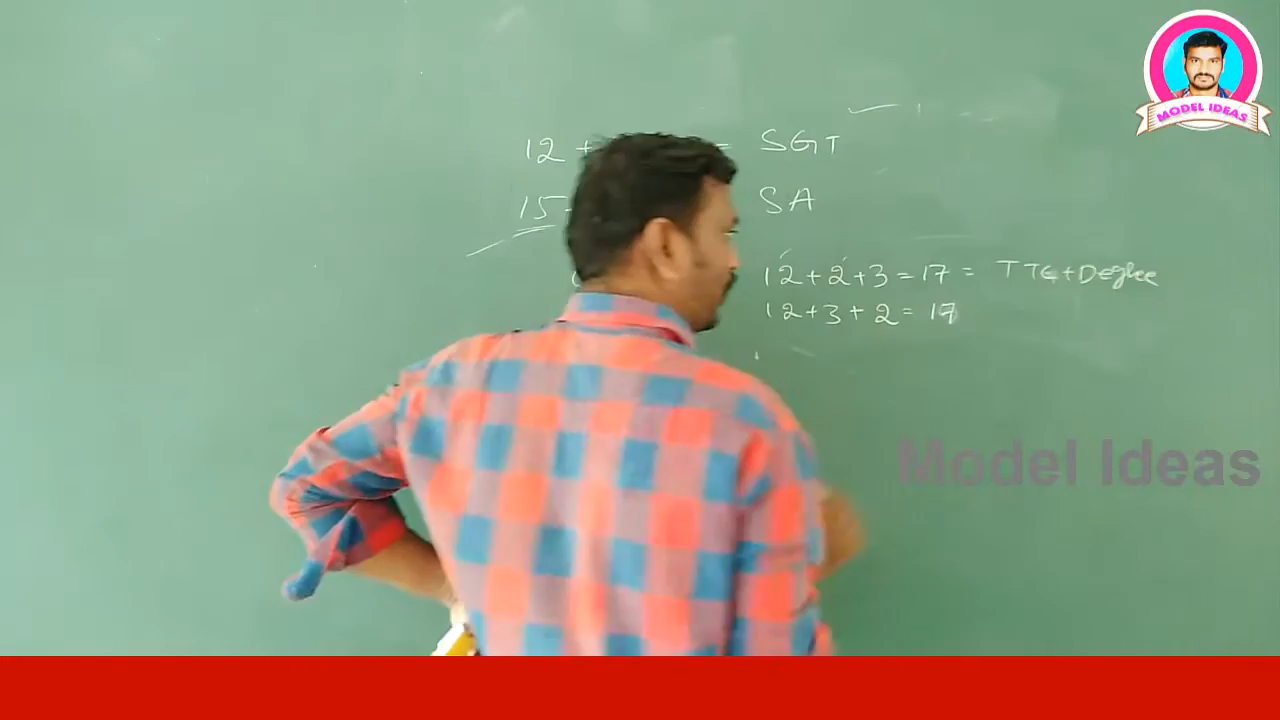 MODEL IDEAS
12 + = SGT
15 - SA
12+2+3=17= TTC+Degree
12+3+2=17
Model Ideas